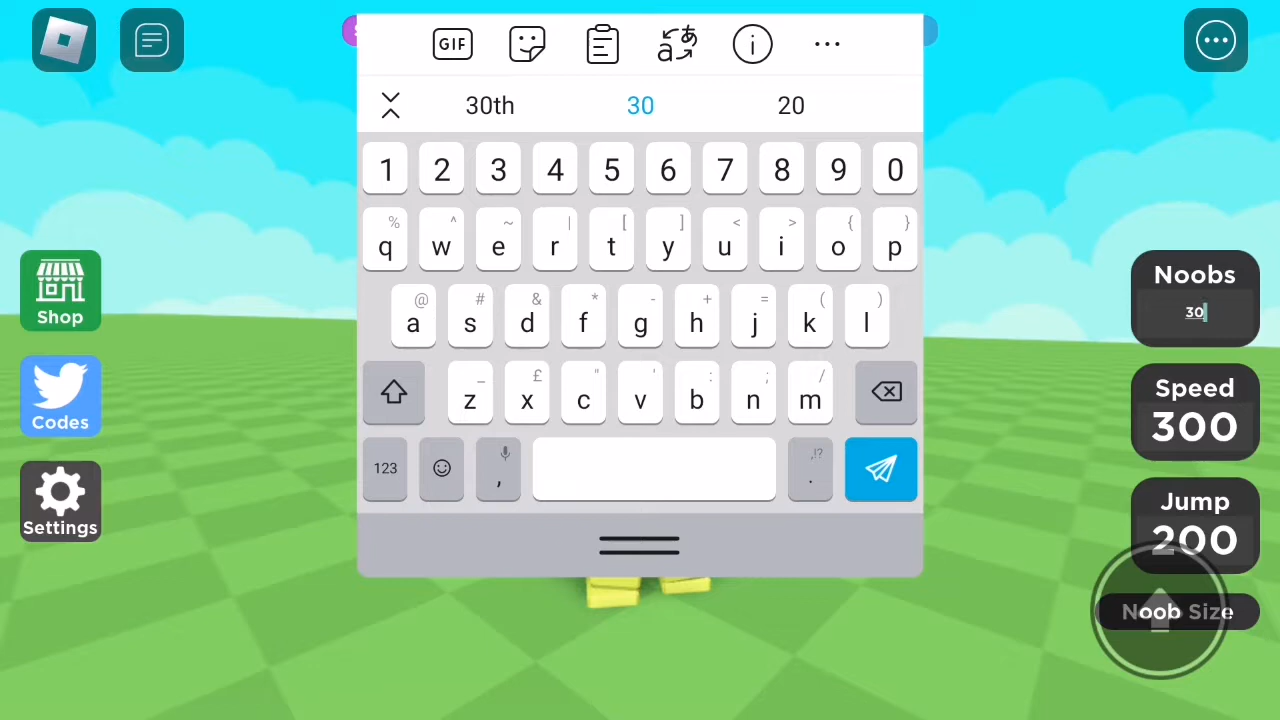 GIF
30th 30 20
1 2 3 4 5 6 7 8 9 0
% ^ ~ | [ ] < > { }
q w e r t y u i o p
@ # & * - + = ( )
a s d f g h j k l
_ £ " ' : ; /
z x c v b n m
123 , ,!? .
Shop
Codes
Settings
Noobs
30
Speed
300
Jump
200
Noob Size